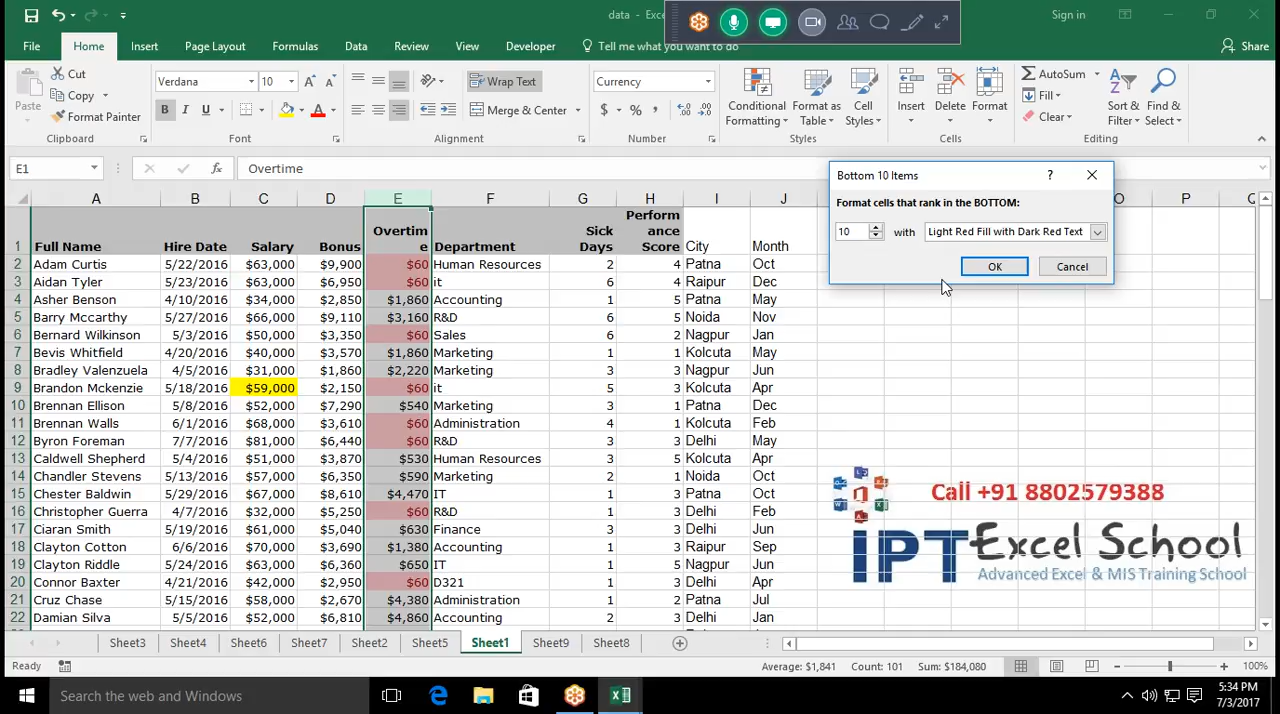 data - Exce
Sign in
File Home Insert Page Layout Formulas Data Review View Developer Tell me what you want to do Share
Cut
Copy
Format Painter
Paste
Verdana 10
B I U
Wrap Text
Merge & Center
Currency
$ % ,
Conditional Formatting
Format as Table
Cell Styles
Insert Delete Format
AutoSum
Fill
Clear
Sort & Filter
Find & Select
Clipboard Font Alignment Number Styles Cells Editing
E1 fx Overtime
Bottom 10 Items ?
Format cells that rank in the BOTTOM:
10 with Light Red Fill with Dark Red Text
OK Cancel
A B C D E F G H I J O P Q
1 Full Name Hire Date Salary Bonus Overtime Department Sick Days Performance Score City Month
2 Adam Curtis 5/22/2016 $63,000 $9,900 $60 Human Resources 2 4 Patna Oct
3 Aidan Tyler 5/23/2016 $63,000 $6,950 $60 it 6 4 Raipur Dec
4 Asher Benson 4/10/2016 $34,000 $2,850 $1,860 Accounting 1 5 Patna May
5 Barry Mccarthy 5/27/2016 $66,000 $9,110 $3,160 R&D 6 5 Noida Nov
6 Bernard Wilkinson 5/3/2016 $50,000 $3,350 $60 Sales 6 2 Nagpur Jan
7 Bevis Whitfield 4/20/2016 $40,000 $3,570 $1,860 Marketing 1 1 Kolcuta May
8 Bradley Valenzuela 4/5/2016 $31,000 $1,860 $2,220 Marketing 3 3 Nagpur Jun
9 Brandon Mckenzie 5/18/2016 $59,000 $2,150 $60 it 5 3 Kolcuta Apr
10 Brennan Ellison 5/8/2016 $52,000 $7,290 $540 Marketing 3 1 Patna Dec
11 Brennan Walls 6/1/2016 $68,000 $3,610 $60 Administration 4 1 Kolcuta Feb
12 Byron Foreman 7/7/2016 $81,000 $6,440 $60 R&D 3 3 Delhi May
13 Caldwell Shepherd 5/4/2016 $51,000 $3,870 $530 Human Resources 3 5 Kolcuta Apr
14 Chandler Stevens 5/13/2016 $57,000 $6,350 $590 Marketing 2 1 Noida Oct
15 Chester Baldwin 5/29/2016 $67,000 $8,610 $4,470 IT 1 3 Patna Oct
16 Christopher Guerra 4/7/2016 $32,000 $5,250 $60 R&D 1 3 Delhi Feb
17 Ciaran Smith 5/19/2016 $61,000 $5,040 $630 Finance 3 3 Delhi Jun
18 Clayton Cotton 6/6/2016 $70,000 $3,690 $1,380 Accounting 1 3 Raipur Sep
19 Clayton Riddle 5/24/2016 $63,000 $6,360 $650 IT 1 5 Nagpur Jun
20 Connor Baxter 4/21/2016 $42,000 $2,950 $60 D321 1 3 Delhi Apr
21 Cruz Chase 5/15/2016 $58,000 $2,670 $4,380 Administration 1 2 Patna Jul
22 Damian Silva 5/5/2016 $52,000 $6,810 $4,860 Accounting 2 3 Delhi Jan
Call +91 8802579388
IPT Excel School
Advanced Excel & MIS Training School
Sheet3 Sheet4 Sheet6 Sheet7 Sheet2 Sheet5 Sheet1 Sheet9 Sheet8
Ready Average: $1,841 Count: 101 Sum: $184,080 100%
Search the web and Windows
5:34 PM
7/3/2017